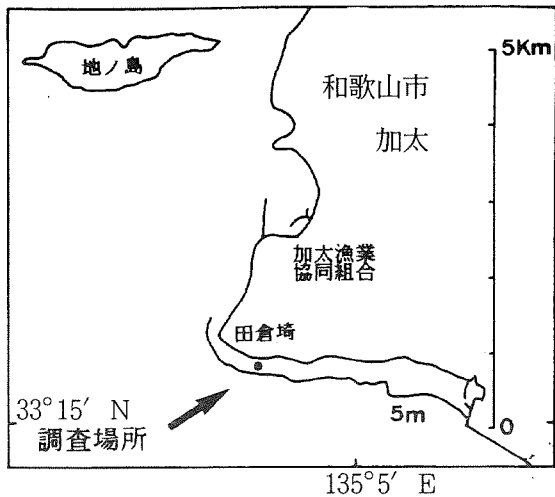 5Km
地ノ島
和歌山市
加太
加太漁業
協同組合
田倉埼
33°15′ N
5m
0
調査場所
135°5′ E